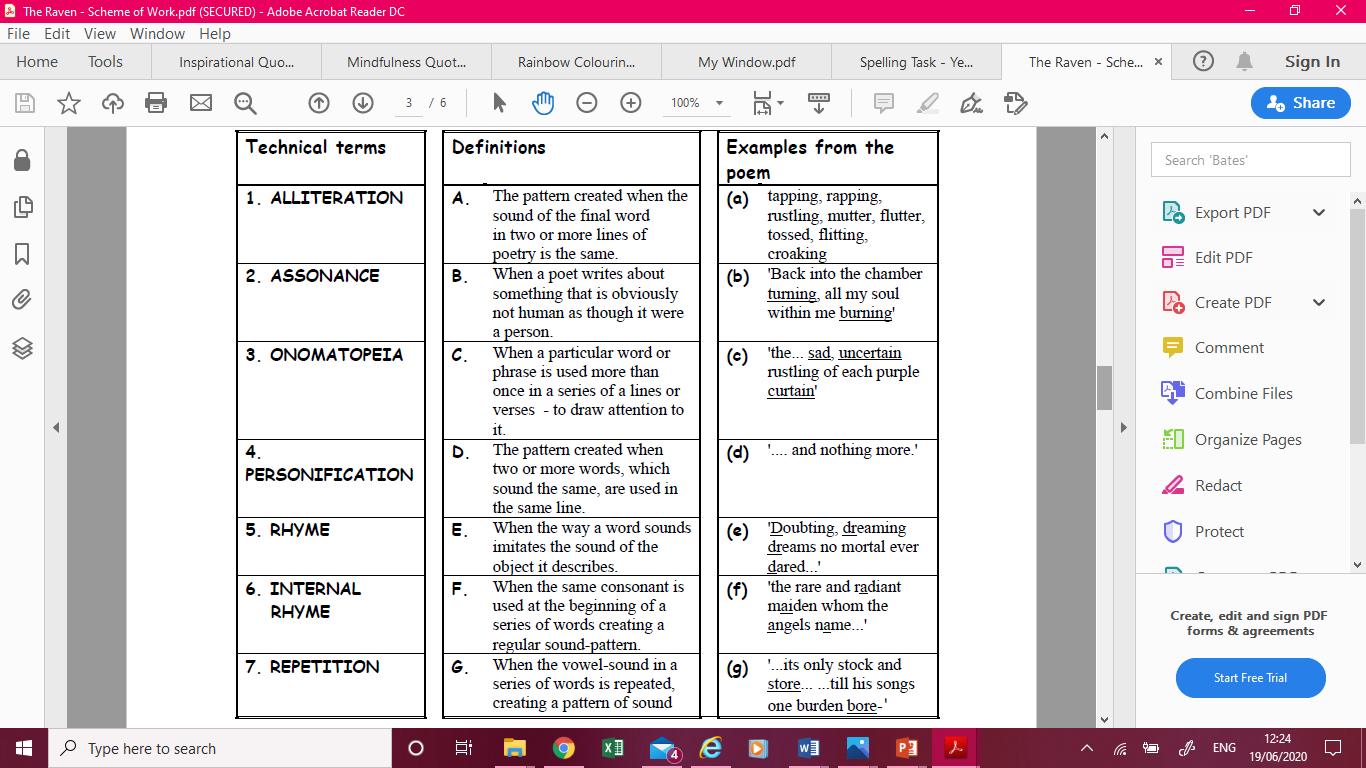 The Raven - Scheme of Work.pdf (SECURED) - Adobe Acrobat Reader DC
File Edit View Window Help
Home Tools Inspirational Quo... Mindfulness Quot... Rainbow Colourin... My Window.pdf Spelling Task - Ye... The Raven - Sche... Sign In
3 / 6 100% Share
Technical terms
Definitions
Examples from the
poem
1. ALLITERATION
A. The pattern created when the
sound of the final word
in two or more lines of
poetry is the same.
(a) tapping, rapping,
rustling, mutter, flutter,
tossed, flitting,
croaking
2. ASSONANCE
B. When a poet writes about
something that is obviously
not human as though it were
a person.
(b) 'Back into the chamber
turning, all my soul
within me burning'
3. ONOMATOPEIA
C. When a particular word or
phrase is used more than
once in a series of a lines or
verses - to draw attention to
it.
(c) 'the... sad, uncertain
rustling of each purple
curtain'
4.
PERSONIFICATION
D. The pattern created when
two or more words, which
sound the same, are used in
the same line.
(d) '.... and nothing more.'
5. RHYME
E. When the way a word sounds
imitates the sound of the
object it describes.
(e) 'Doubting, dreaming
dreams no mortal ever
dared...'
6. INTERNAL
RHYME
F. When the same consonant is
used at the beginning of a
series of words creating a
regular sound-pattern.
(f) 'the rare and radiant
maiden whom the
angels name...'
7. REPETITION
G. When the vowel-sound in a
series of words is repeated,
creating a pattern of sound
(g) '...its only stock and
store... ...till his songs
one burden bore-'
Search 'Bates'
Export PDF
Edit PDF
Create PDF
Comment
Combine Files
Organize Pages
Redact
Protect
Create, edit and sign PDF
forms & agreements
Start Free Trial
Type here to search
4
ENG
12:24
19/06/2020